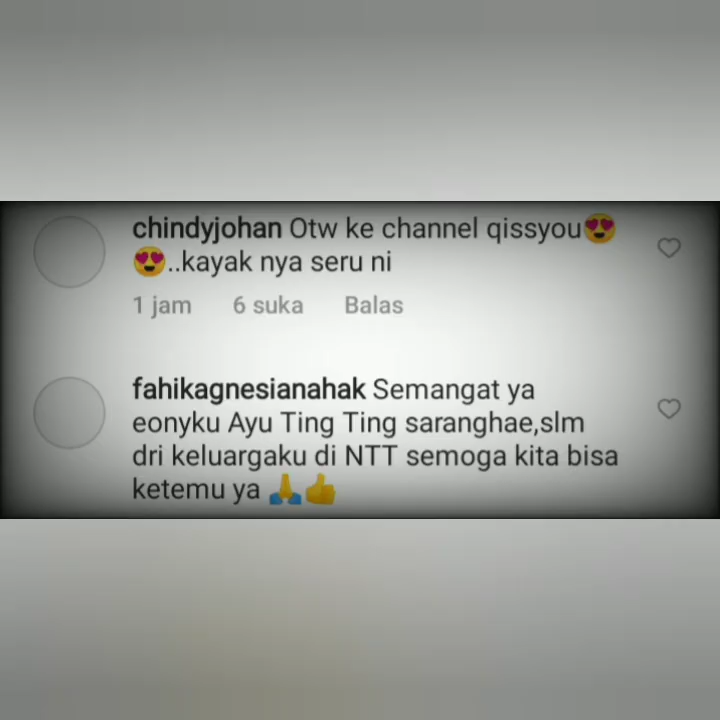 chindyjohan Otw ke channel qissyou😍
😍..kayak nya seru ni
1 jam 6 suka Balas
fahikagnesianahak Semangat ya
eonyku Ayu Ting Ting saranghae,slm
dri keluargaku di NTT semoga kita bisa
ketemu ya 🙏👍